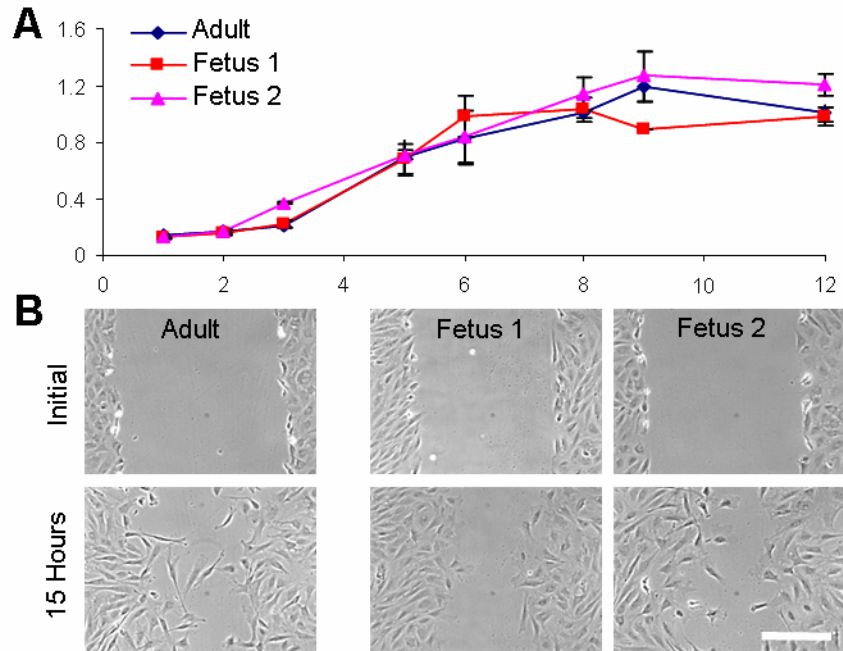 A
Adult
Fetus 1
Fetus 2
1.6
1.2
0.8
0.4
0
0 2 4 6 8 10 12
B
Adult Fetus 1 Fetus 2
Initial
15 Hours